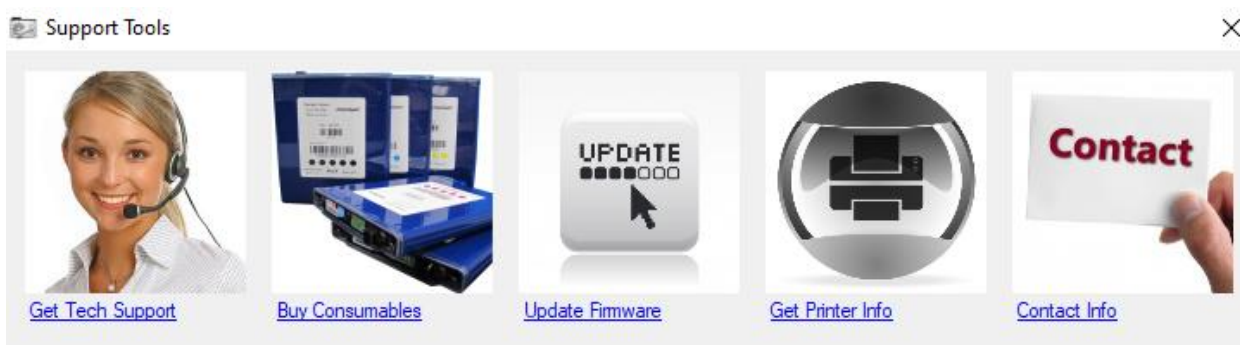 Support Tools
UPDATE
Contact
Get Tech Support
Buy Consumables
Update Firmware
Get Printer Info
Contact Info